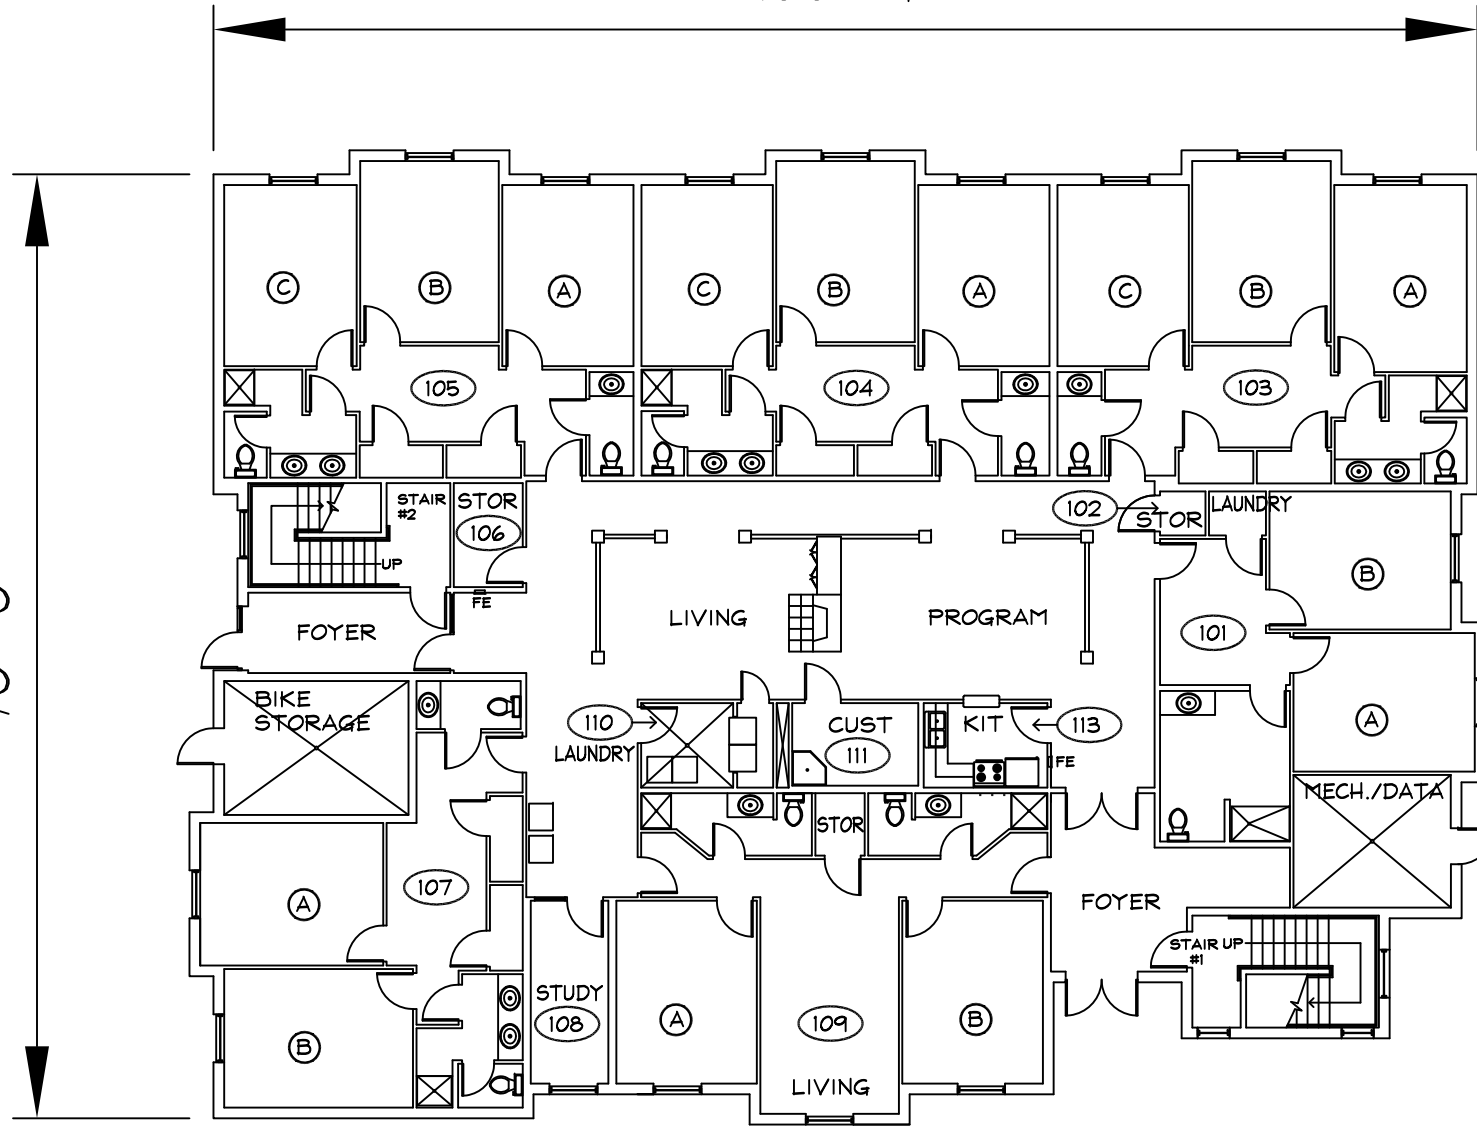 C
B
A
C
B
A
C
B
A
105
104
103
STAIR
#2
STOR
106
102
STOR
LAUNDRY
UP
B
FE
FOYER
LIVING
PROGRAM
101
BIKE
STORAGE
110
LAUNDRY
CUST
111
KIT
113
FE
A
MECH./DATA
STOR
107
A
FOYER
STAIR UP
#1
STUDY
108
A
109
B
B
LIVING